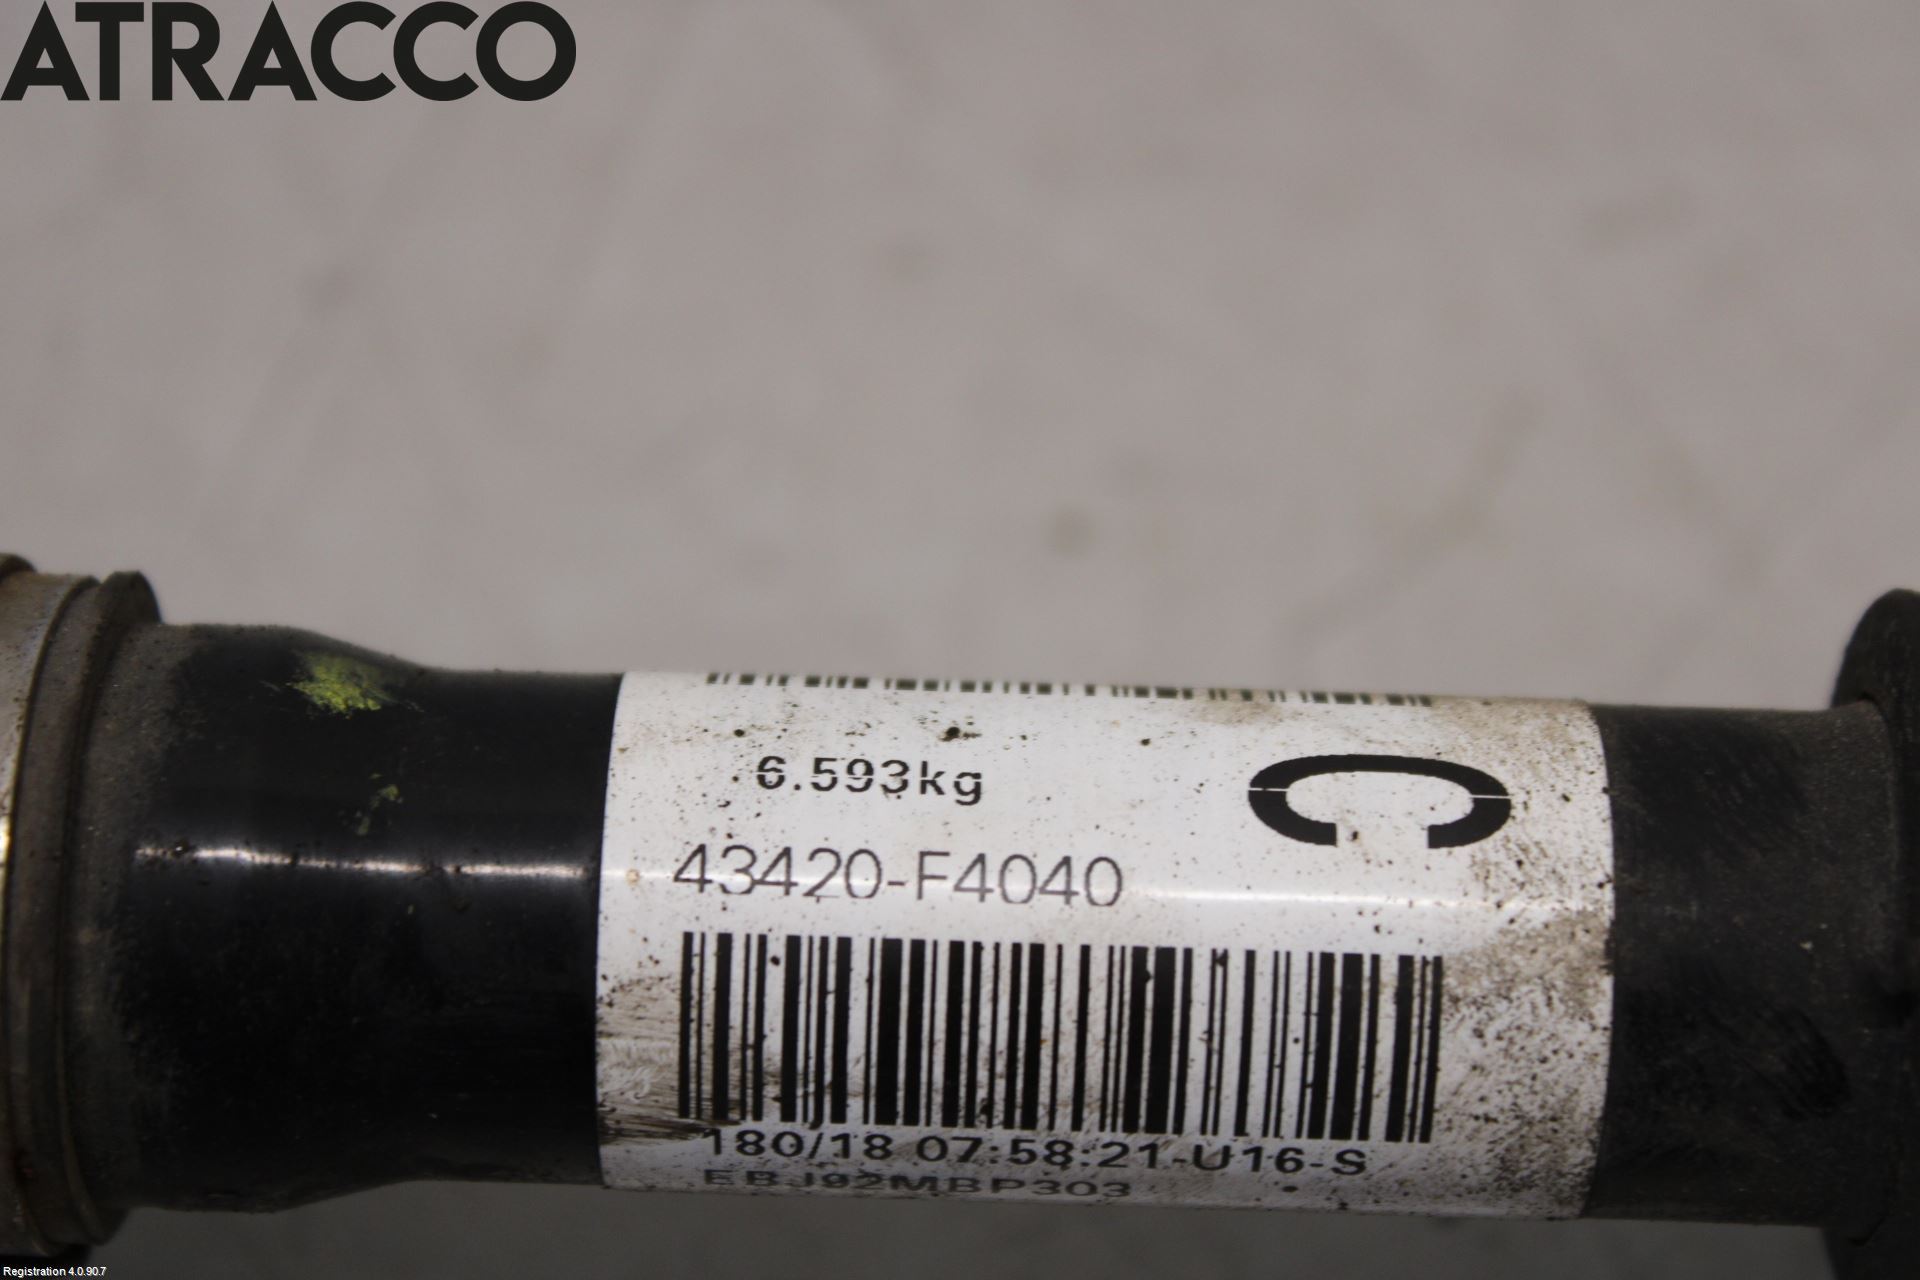 ATRACCO
6.593kg
C
43420-F4040
180/18 07:58:21-U16-S
EBJ92MBP303
Registration 4.0.90.7